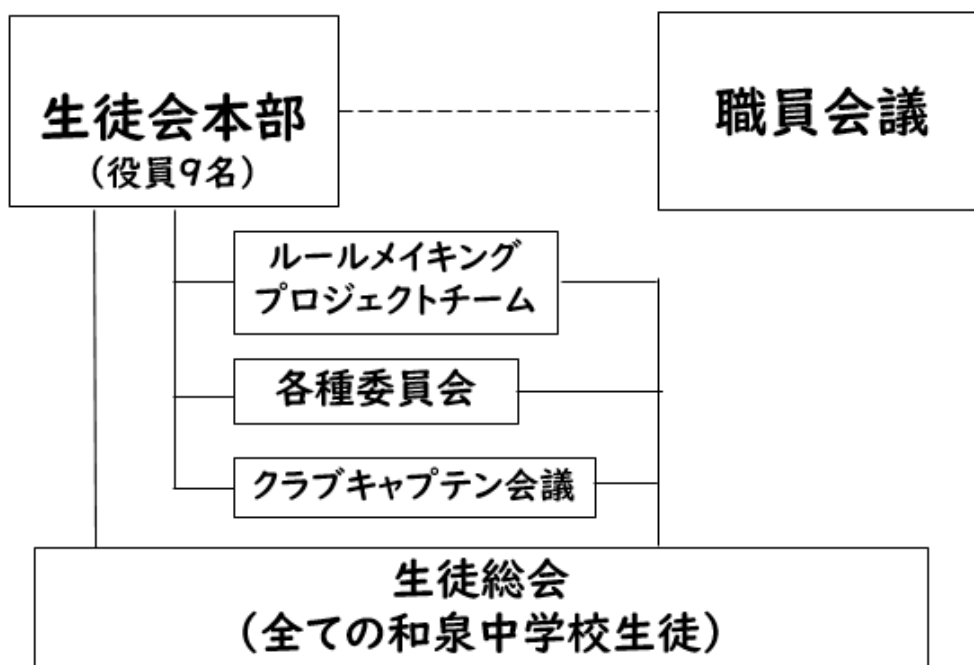 生徒会本部
(役員9名)
職員会議
ルールメイキング
プロジェクトチーム
各種委員会
クラブキャプテン会議
生徒総会
(全ての和泉中学校生徒)